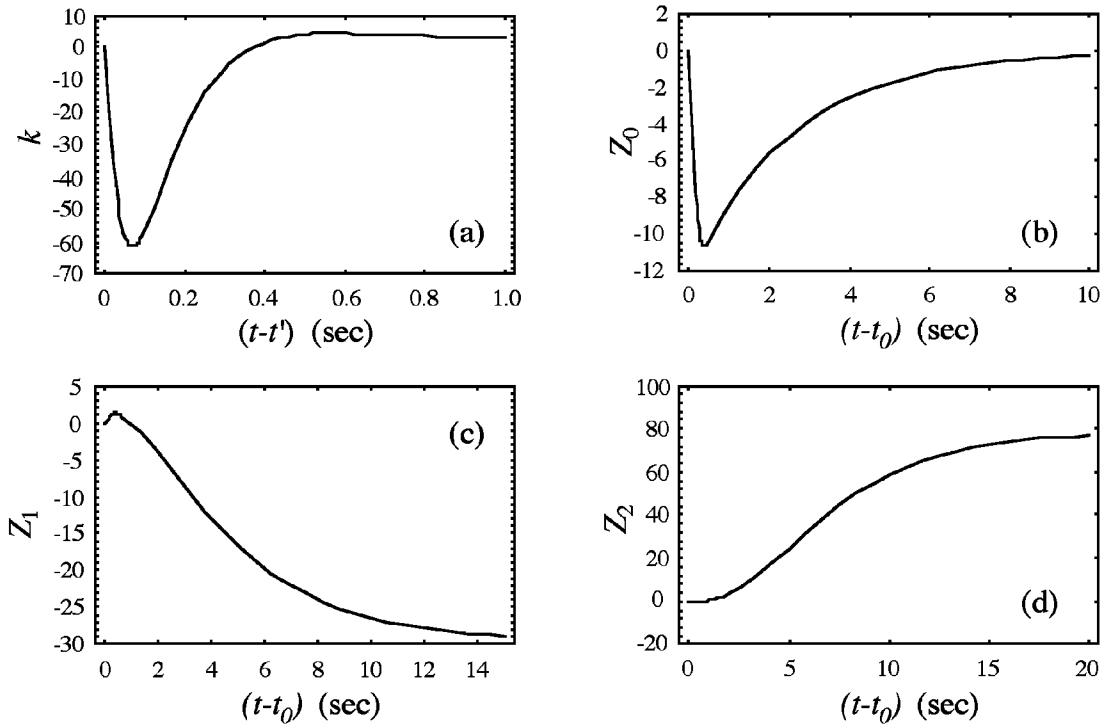 10
0
-10
-20
-30
-40
-50
-60
-70
k
(a)
0 0.2 0.4 0.6 0.8 1.0
(t-t') (sec)
2
0
-2
-4
-6
-8
-10
-12
Z0
(b)
0 2 4 6 8 10
(t-t0) (sec)
5
0
-5
-10
-15
-20
-25
-30
Z1
(c)
0 2 4 6 8 10 12 14
(t-t0) (sec)
100
80
60
40
20
0
-20
Z2
(d)
0 5 10 15 20
(t-t0) (sec)